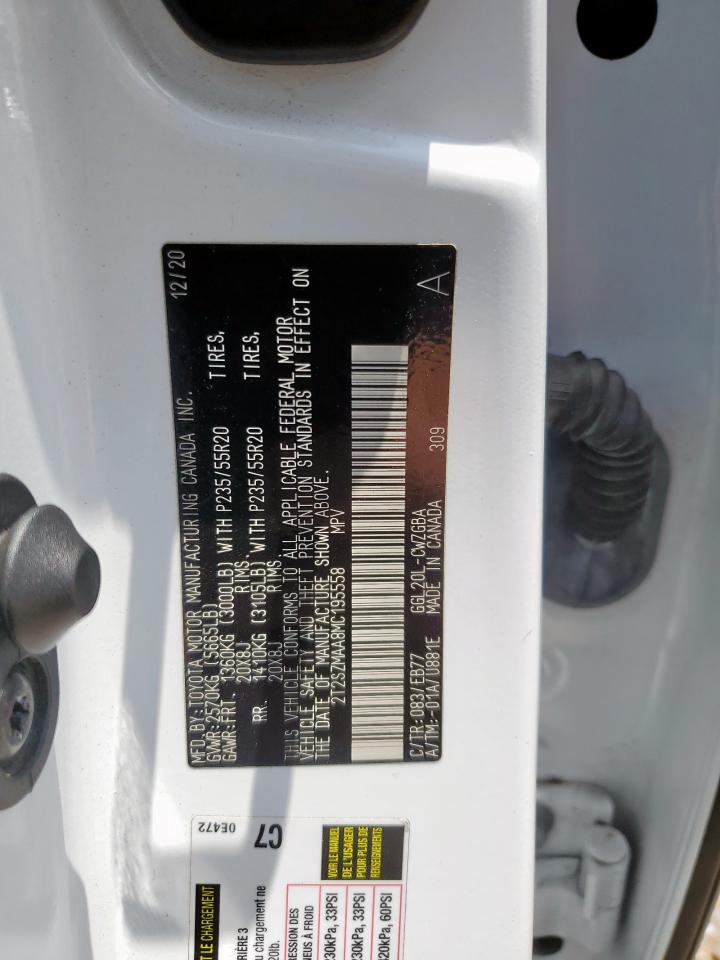 MFD.BY:TOYOTA MOTOR MANUFACTURING CANADA INC. 12/20
GVWR:2570KG (5665LB)
GAWR:FRT. 1360KG (3000LB) WITH P235/55R20 TIRES,
20X8J RIMS
RR. 1410KG (3105LB) WITH P235/55R20 TIRES,
20X8J RIMS
THIS VEHICLE CONFORMS TO ALL APPLICABLE FEDERAL MOTOR
VEHICLE SAFETY AND THEFT PREVENTION STANDARDS IN EFFECT ON
THE DATE OF MANUFACTURE SHOWN ABOVE.
2T2SZMAA8MC195558 MPV
C/TR:083/EB77 GGL20L-CWZGBA 309 A
A/TM:-01A/U881E MADE IN CANADA
0E472
C7
VOIR LE MANUEL
DE L'USAGER
POUR PLUS DE
RENSEIGNEMENTS
T LE CHARGEMENT
RIÈRE 3
u chargement ne
20lb.
RESSION DES
NEUS À FROID
230kPa, 33PSI
230kPa, 33PSI
420kPa, 60PSI